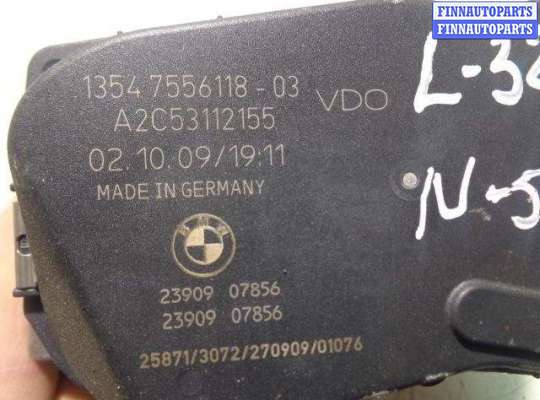 FINNAUTOPARTS
FINNAUTOPARTS
1354 7556118 - 03
VDO
A2C53112155
02.10.09/19:11
MADE IN GERMANY
BMW
23909 07856
23909 07856
25871/3072/270909/01076